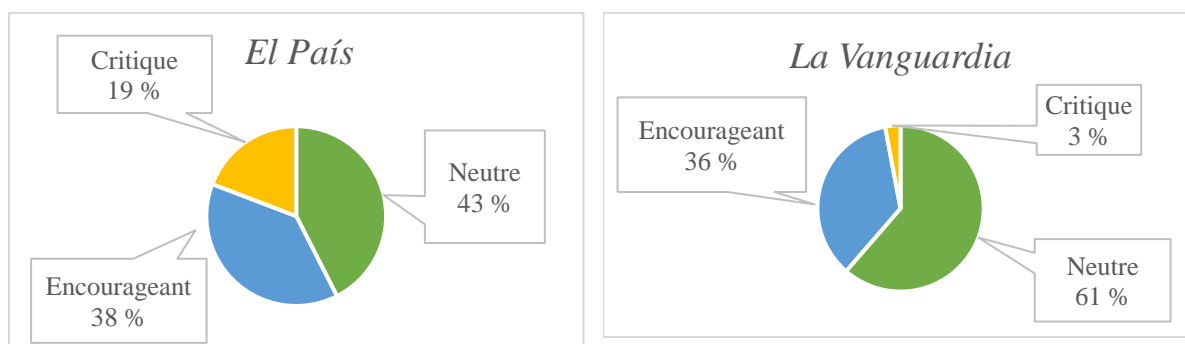 El País
Critique
19 %
Neutre
43 %
Encourageant
38 %
La Vanguardia
Critique
3 %
Encourageant
36 %
Neutre
61 %